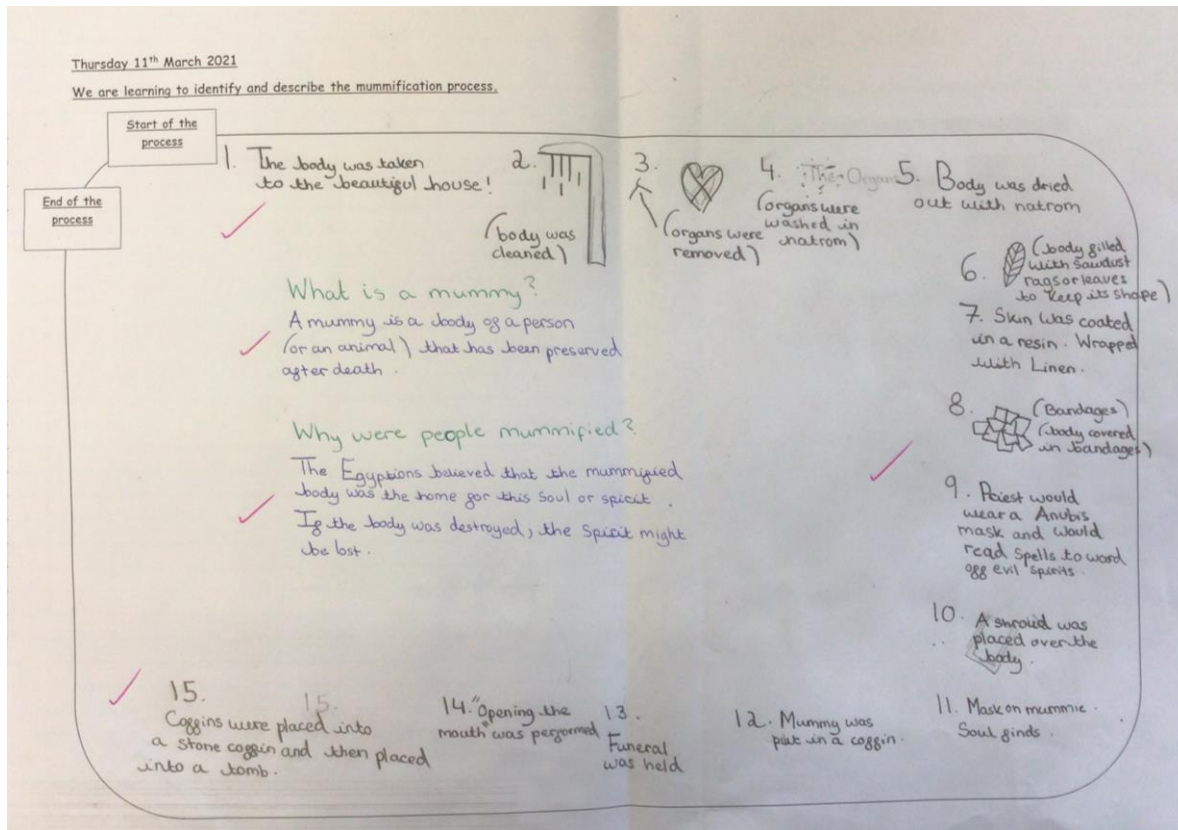 Thursday 11th March 2021
We are learning to identify and describe the mummification process.
Start of the
process
End of the
process
1. The body was taken
to the beautiful house!
2.
(body was
cleaned)
3.
(organs were
removed)
4. The Organ
(organs were
washed in
natrom)
5. Body was dried
out with natrom
6. (body filled
with sawdust
rags or leaves
to keep its shape)
7. Skin was coated
in a resin. Wrapped
with Linen.
8. (Bandages)
(body covered
in bandages)
9. Priest would
wear a Anubis
mask and would
read spells to word
off evil spirits.
10. A shroud was
placed over the
body.
11. Mask on mummie.
Soul finds.
12. Mummy was
put in a coffin.
13.
Funeral
was held
14. "Opening the
mouth" was performed
15.
15.
Coffins were placed into
a stone coffin and then placed
into a tomb.
What is a mummy?
A mummy is a body of a person
(or an animal) that has been preserved
after death.
Why were people mummified?
The Egyptions believed that the mummified
body was the home for this Soul or spirit.
If the body was destroyed, the Spirit might
be lost.